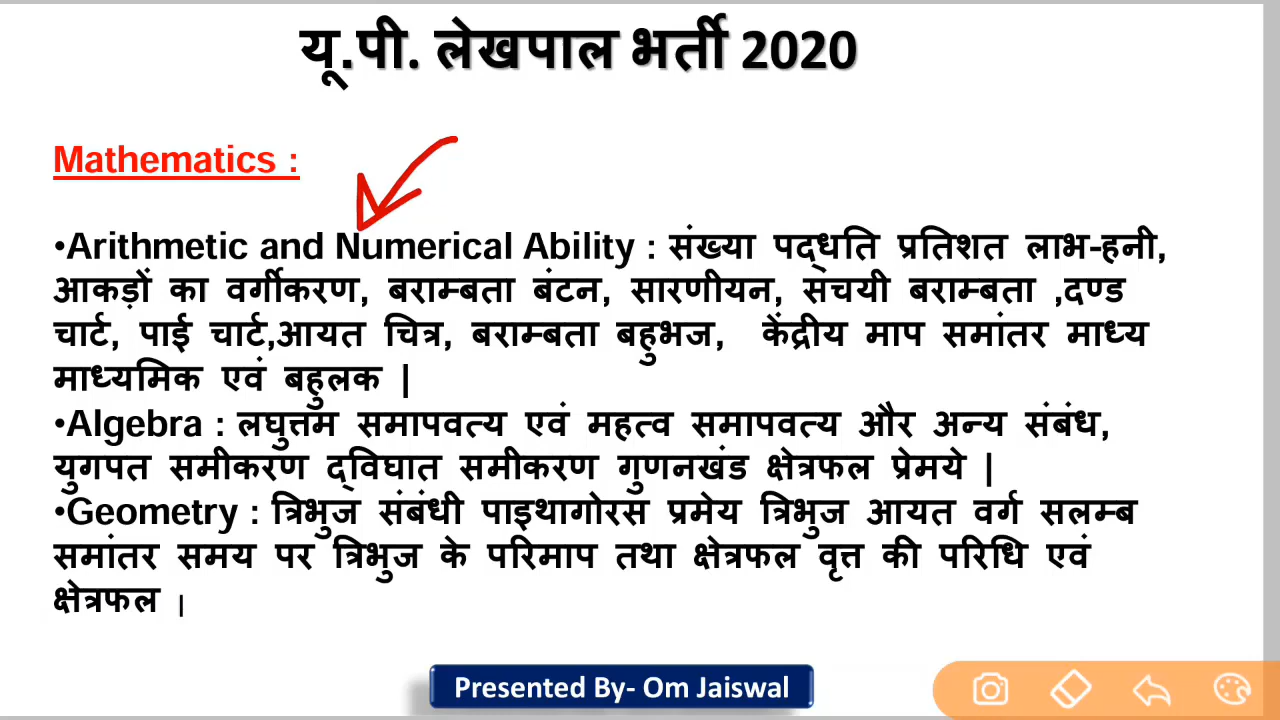 यू.पी. लेखपाल भर्ती 2020
Mathematics :
•Arithmetic and Numerical Ability : संख्या पद्धति प्रतिशत लाभ-हनी,
आकड़ों का वर्गीकरण, बराम्बता बंटन, सारणीयन, संचयी बराम्बता ,दण्ड
चार्ट, पाई चार्ट,आयत चित्र, बराम्बता बहुभज, केंद्रीय माप समांतर माध्य
माध्यमिक एवं बहुलक |
•Algebra : लघुत्तम समापवत्य एवं महत्व समापवत्य और अन्य संबंध,
युगपत समीकरण द्विघात समीकरण गुणनखंड क्षेत्रफल प्रेमये |
•Geometry : त्रिभुज संबंधी पाइथागोरस प्रमेय त्रिभुज आयत वर्ग सलम्ब
समांतर समय पर त्रिभुज के परिमाप तथा क्षेत्रफल वृत्त की परिधि एवं
क्षेत्रफल ।
Presented By- Om Jaiswal